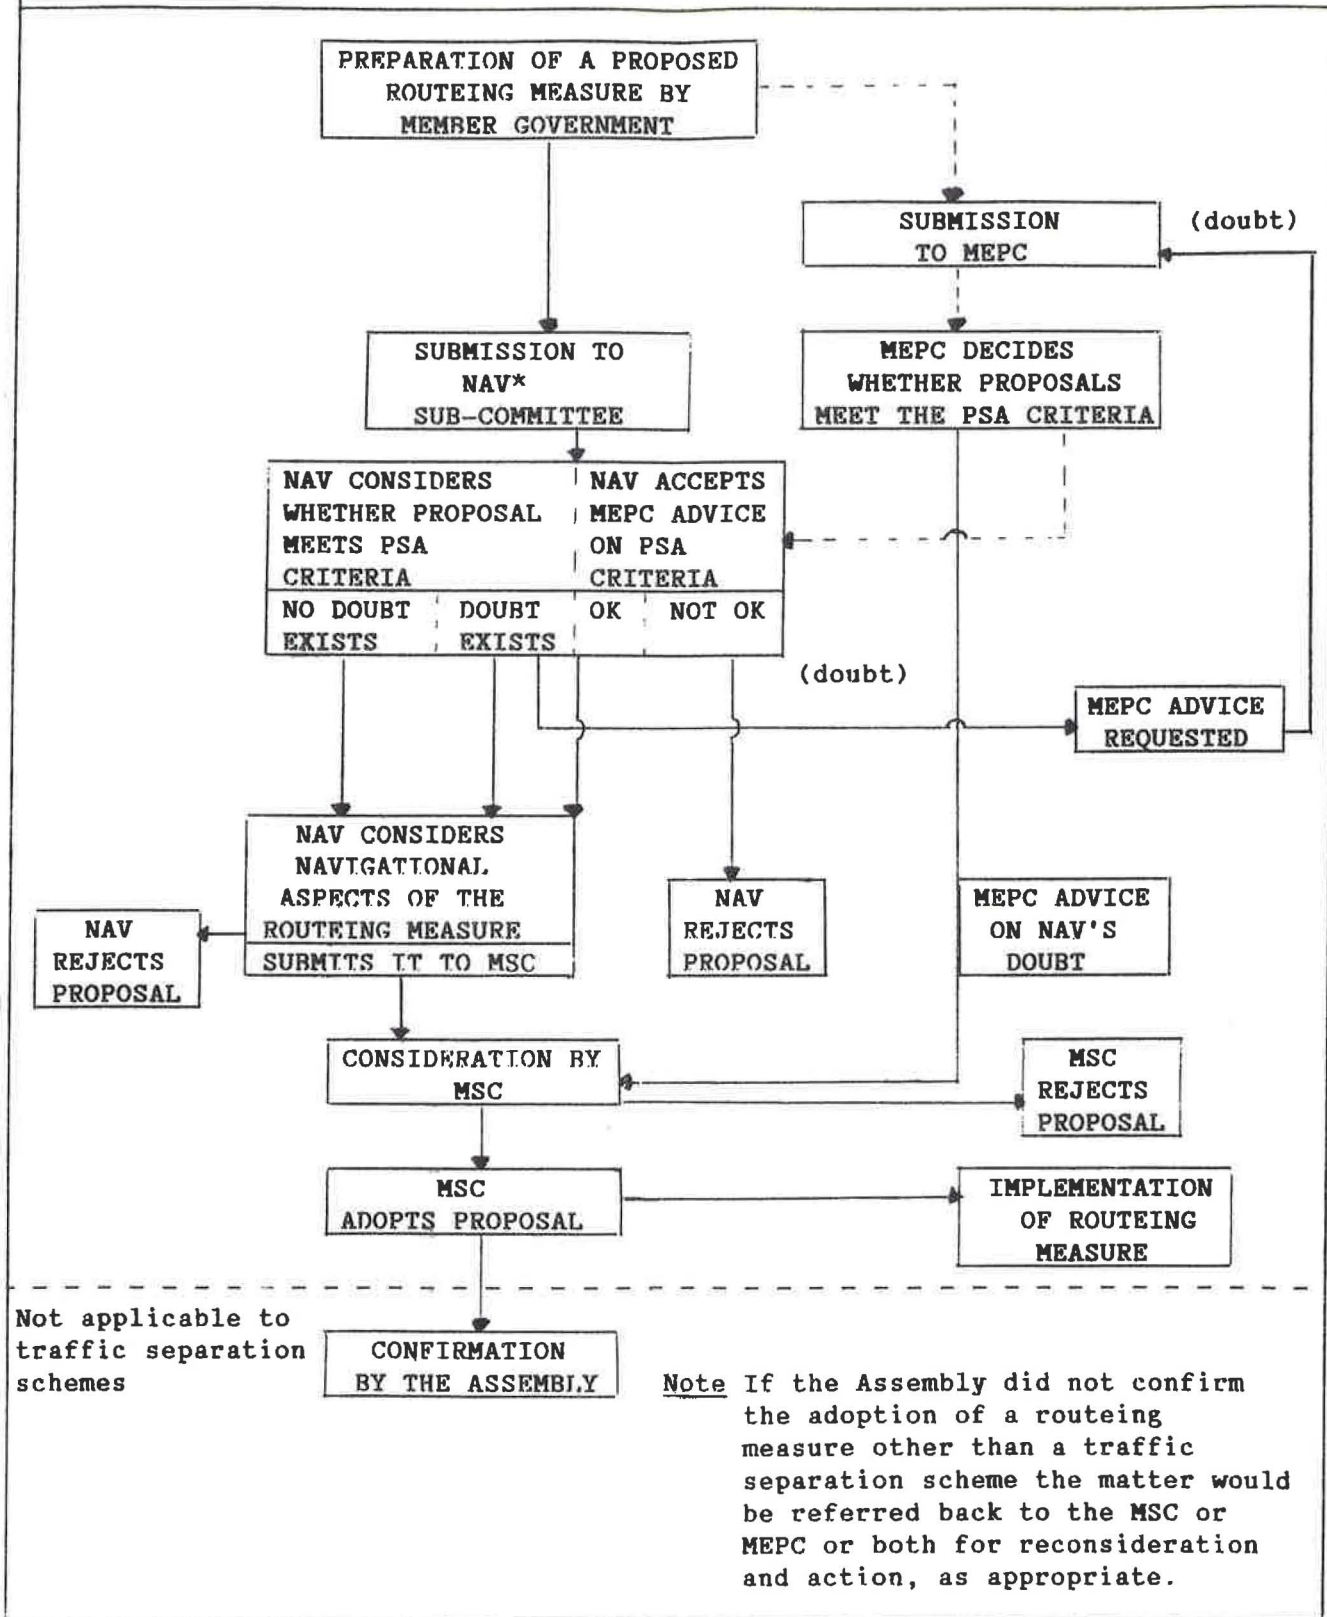 PREPARATION OF A PROPOSED
ROUTEING MEASURE BY
MEMBER GOVERNMENT
SUBMISSION
TO MEPC
(doubt)
SUBMISSION TO
NAV*
SUB-COMMITTEE
MEPC DECIDES
WHETHER PROPOSALS
MEET THE PSA CRITERIA
NAV CONSIDERS
WHETHER PROPOSAL
MEETS PSA
CRITERIA
NAV ACCEPTS
MEPC ADVICE
ON PSA
CRITERIA
NO DOUBT
EXISTS
DOUBT
EXISTS
OK
NOT OK
(doubt)
MEPC ADVICE
REQUESTED
NAV CONSIDERS
NAVIGATIONAL
ASPECTS OF THE
ROUTEING MEASURE
SUBMITS IT TO MSC
NAV
REJECTS
PROPOSAL
NAV
REJECTS
PROPOSAL
MEPC ADVICE
ON NAV'S
DOUBT
CONSIDERATION BY
MSC
MSC
REJECTS
PROPOSAL
MSC
ADOPTS PROPOSAL
IMPLEMENTATION
OF ROUTEING
MEASURE
Not applicable to
traffic separation
schemes
CONFIRMATION
BY THE ASSEMBLY
Note If the Assembly did not confirm
the adoption of a routeing
measure other than a traffic
separation scheme the matter would
be referred back to the MSC or
MEPC or both for reconsideration
and action, as appropriate.